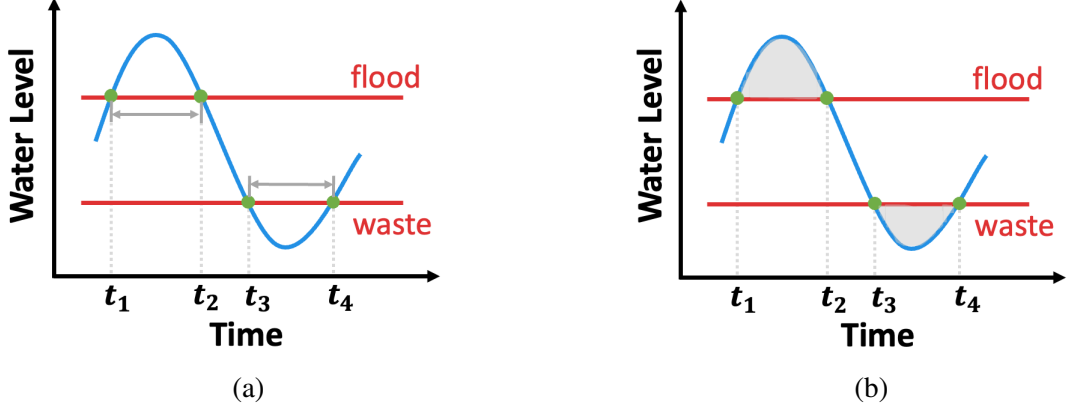 Water Level
flood
waste
t₁ t₂ t₃ t₄
Time
(a)
Water Level
flood
waste
t₁ t₂ t₃ t₄
Time
(b)